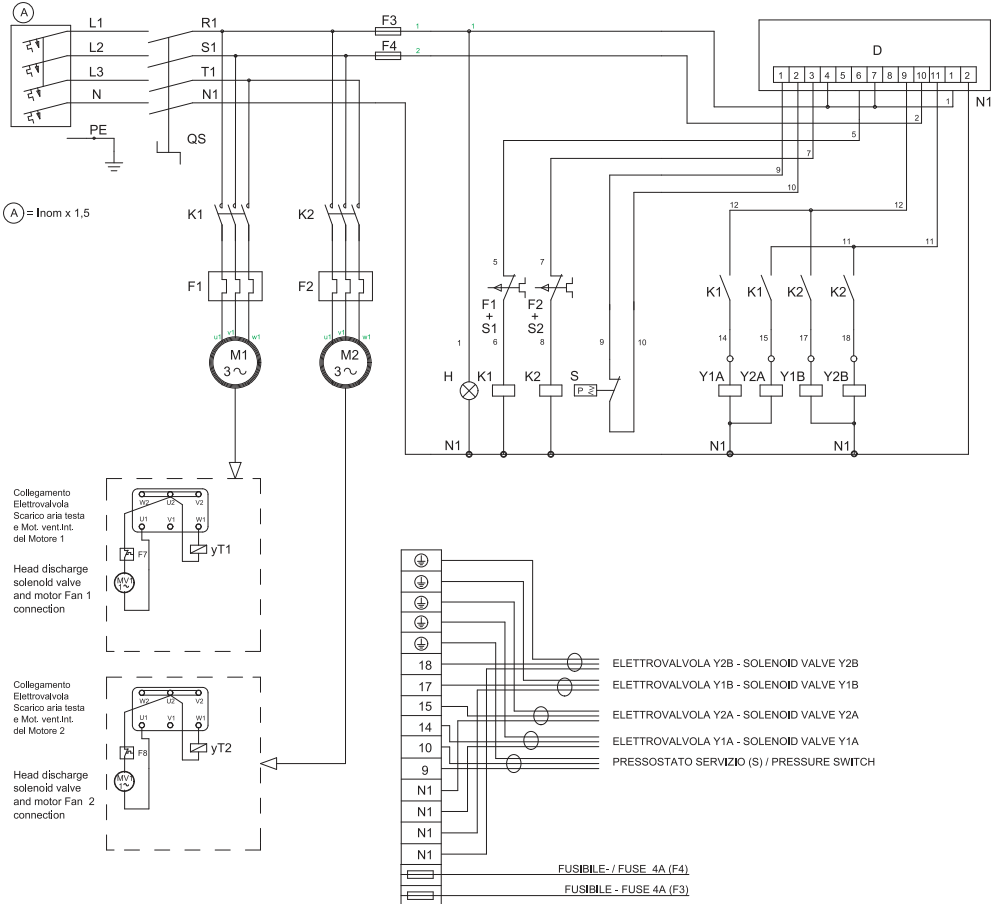 A
L1 R1
L2 S1
L3 T1
N N1
PE
QS
A = Inom x 1,5
F3 1 1
F4 2
D
1 2 3 4 5 6 7 8 9 10 11 1 2
1 N1
2
5
7
9
10
12 12
11 11
K1 K2
F1 F2
u1 v1 w1 u1 v1 w1
M1 M2
3 3
5 7
F1 F2
+ +
S1 S2
1 6 8 9 10
H K1 K2 S
P
K1 K1 K2 K2
14 15 17 18
Y1A Y2A Y1B Y2B
N1 N1 N1
Collegamento
Elettrovalvola
Scarico aria testa
e Mot. vent.Int.
del Motore 1
Head discharge
solenoid valve
and motor Fan 1
connection
W2 U2 V2
U1 V1 W1
F7 yT1
MV1
1
Collegamento
Elettrovalvola
Scarico aria testa
e Mot. vent.Int.
del Motore 2
Head discharge
solenoid valve
and motor Fan 2
connection
W2 U2 V2
U1 V1 W1
F8 yT2
MV1
1
18 ELETTROVALVOLA Y2B - SOLENOID VALVE Y2B
17 ELETTROVALVOLA Y1B - SOLENOID VALVE Y1B
15 ELETTROVALVOLA Y2A - SOLENOID VALVE Y2A
14 ELETTROVALVOLA Y1A - SOLENOID VALVE Y1A
10 PRESSOSTATO SERVIZIO (S) / PRESSURE SWITCH
9
N1
N1
N1
N1
FUSIBILE- / FUSE 4A (F4)
FUSIBILE - FUSE 4A (F3)